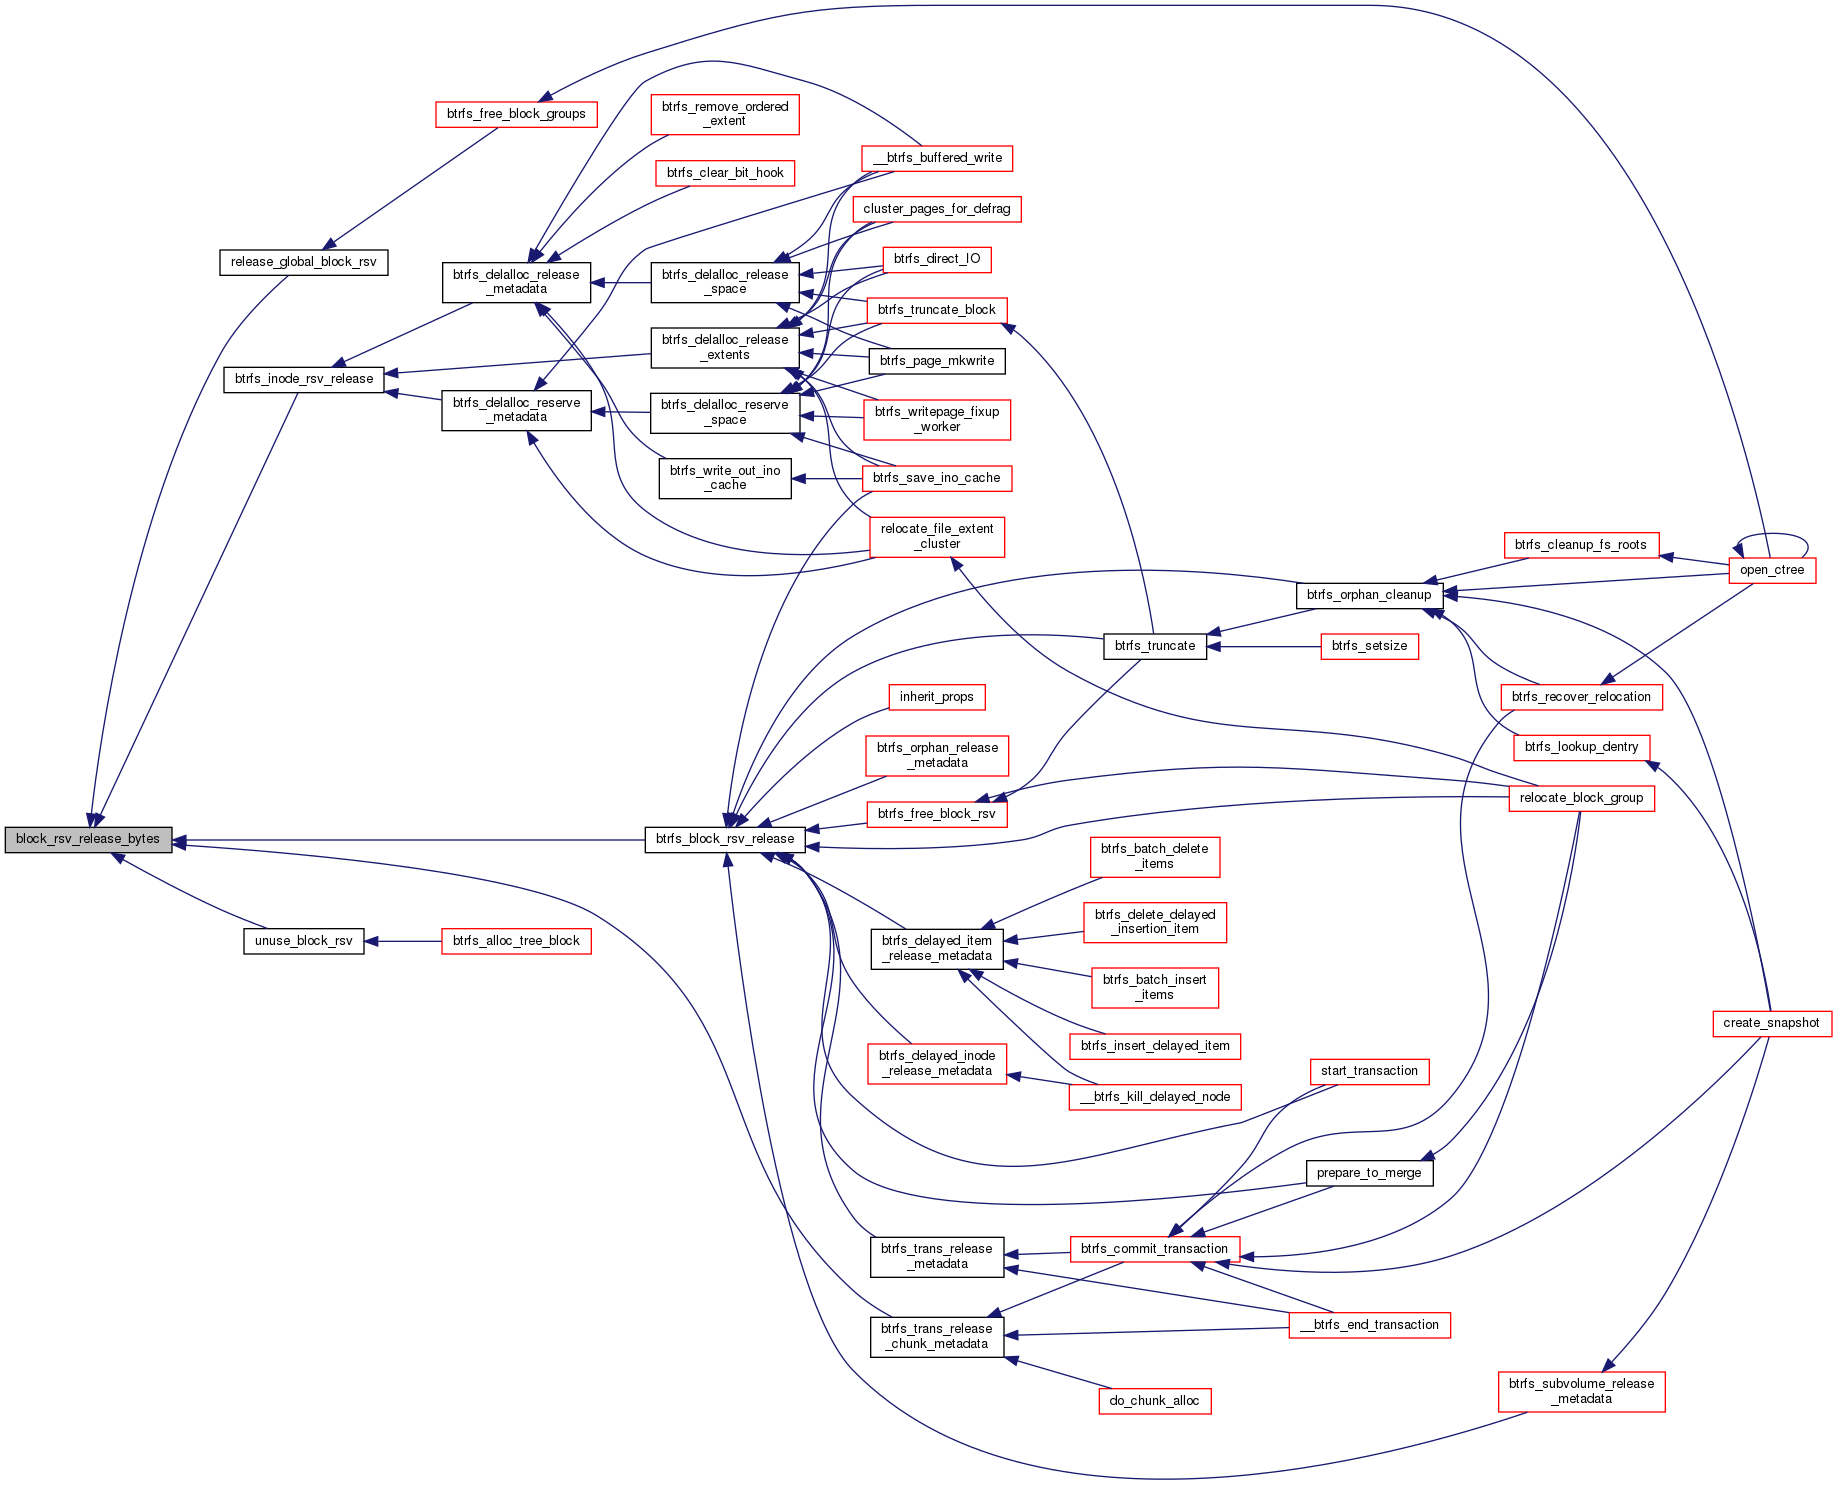 btrfs_free_block_groups
btrfs_remove_ordered
_extent
__btrfs_buffered_write
btrfs_clear_bit_hook
cluster_pages_for_defrag
release_global_block_rsv
btrfs_delalloc_release
_metadata
btrfs_delalloc_release
_space
btrfs_direct_IO
btrfs_truncate_block
btrfs_delalloc_release
_extents
btrfs_page_mkwrite
btrfs_inode_rsv_release
btrfs_delalloc_reserve
_metadata
btrfs_delalloc_reserve
_space
btrfs_writepage_fixup
_worker
btrfs_write_out_ino
_cache
btrfs_save_ino_cache
relocate_file_extent
_cluster
btrfs_cleanup_fs_roots
open_ctree
btrfs_orphan_cleanup
btrfs_truncate
btrfs_setsize
inherit_props
btrfs_recover_relocation
btrfs_orphan_release
_metadata
btrfs_lookup_dentry
btrfs_free_block_rsv
relocate_block_group
block_rsv_release_bytes
btrfs_block_rsv_release
btrfs_batch_delete
_items
btrfs_delete_delayed
_insertion_item
unuse_block_rsv
btrfs_alloc_tree_block
btrfs_delayed_item
_release_metadata
btrfs_batch_insert
_items
create_snapshot
btrfs_insert_delayed_item
btrfs_delayed_inode
_release_metadata
start_transaction
__btrfs_kill_delayed_node
prepare_to_merge
btrfs_trans_release
_metadata
btrfs_commit_transaction
btrfs_trans_release
_chunk_metadata
__btrfs_end_transaction
btrfs_subvolume_release
_metadata
do_chunk_alloc